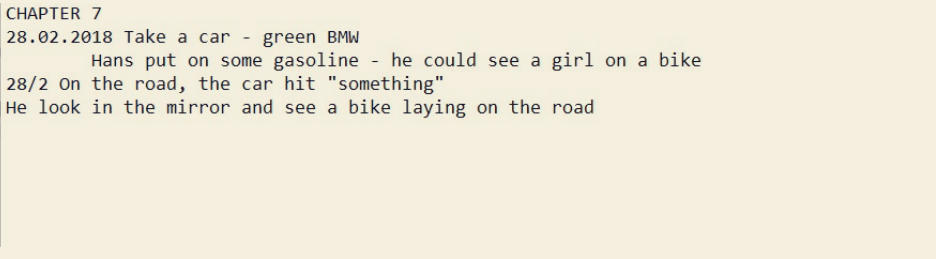 CHAPTER 7
28.02.2018 Take a car - green BMW
Hans put on some gasoline - he could see a girl on a bike
28/2 On the road, the car hit "something"
He look in the mirror and see a bike laying on the road